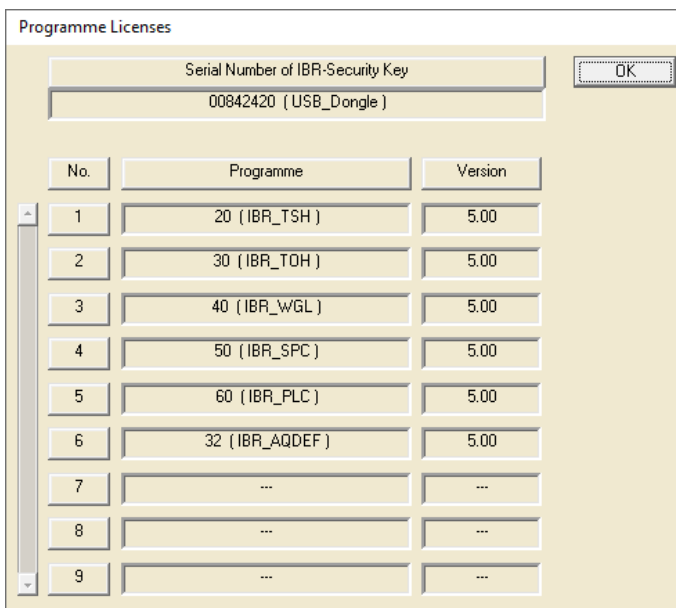 Programme Licenses
Serial Number of IBR-Security Key
OK
00842420 ( USB_Dongle )
No. Programme Version
1 20 ( IBR_TSH ) 5.00
2 30 ( IBR_TOH ) 5.00
3 40 ( IBR_WGL ) 5.00
4 50 ( IBR_SPC ) 5.00
5 60 ( IBR_PLC ) 5.00
6 32 ( IBR_AQDEF ) 5.00
7 --- ---
8 --- ---
9 --- ---